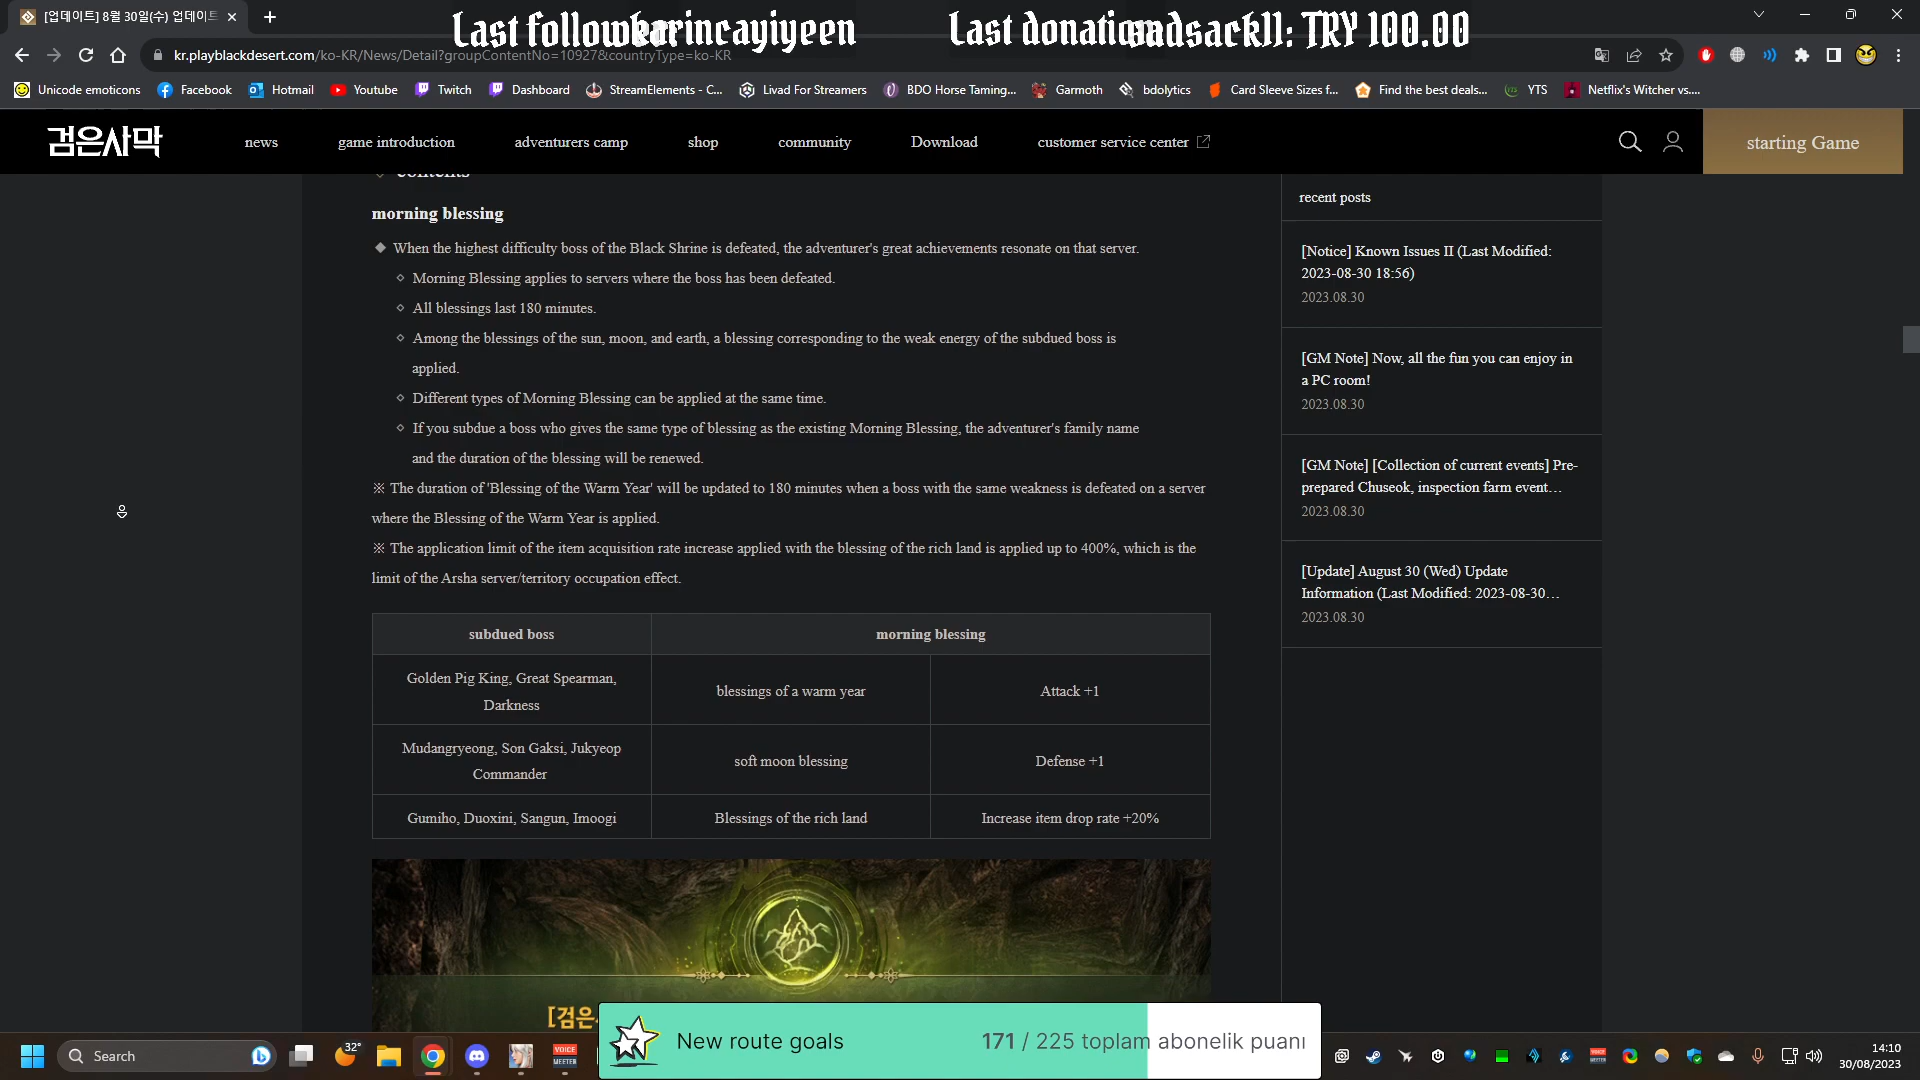 [업데이트] 8월 30일(수) 업데이트
Last follower
karincayiyeen
Last donation
sadsack11: TRY 100.00
kr.playblackdesert.com/ko-KR/News/Detail?groupContentNo=10927&countryType=ko-KR
Unicode emoticons
Facebook
Hotmail
Youtube
Twitch
Dashboard
StreamElements - C...
Livad For Streamers
BDO Horse Taming...
Garmoth
bdolytics
Card Sleeve Sizes f...
Find the best deals...
YTS
Netflix's Witcher vs....
검은사막
news
game introduction
adventurers camp
shop
community
Download
customer service center
starting Game
contents
morning blessing
◆ When the highest difficulty boss of the Black Shrine is defeated, the adventurer's great achievements resonate on that server.
◇ Morning Blessing applies to servers where the boss has been defeated.
◇ All blessings last 180 minutes.
◇ Among the blessings of the sun, moon, and earth, a blessing corresponding to the weak energy of the subdued boss is
applied.
◇ Different types of Morning Blessing can be applied at the same time.
◇ If you subdue a boss who gives the same type of blessing as the existing Morning Blessing, the adventurer's family name
and the duration of the blessing will be renewed.
※ The duration of 'Blessing of the Warm Year' will be updated to 180 minutes when a boss with the same weakness is defeated on a server
where the Blessing of the Warm Year is applied.
※ The application limit of the item acquisition rate increase applied with the blessing of the rich land is applied up to 400%, which is the
limit of the Arsha server/territory occupation effect.
subdued boss
morning blessing
Golden Pig King, Great Spearman,
Darkness
blessings of a warm year
Attack +1
Mudangryeong, Son Gaksi, Jukyeop
Commander
soft moon blessing
Defense +1
Gumiho, Duoxini, Sangun, Imoogi
Blessings of the rich land
Increase item drop rate +20%
[검은
recent posts
[Notice] Known Issues II (Last Modified:
2023-08-30 18:56)
2023.08.30
[GM Note] Now, all the fun you can enjoy in
a PC room!
2023.08.30
[GM Note] [Collection of current events] Pre-
prepared Chuseok, inspection farm event...
2023.08.30
[Update] August 30 (Wed) Update
Information (Last Modified: 2023-08-30...
2023.08.30
New route goals
171 / 225 toplam abonelik puanı
Search
32°
VOICE
MEETER
14:10
30/08/2023